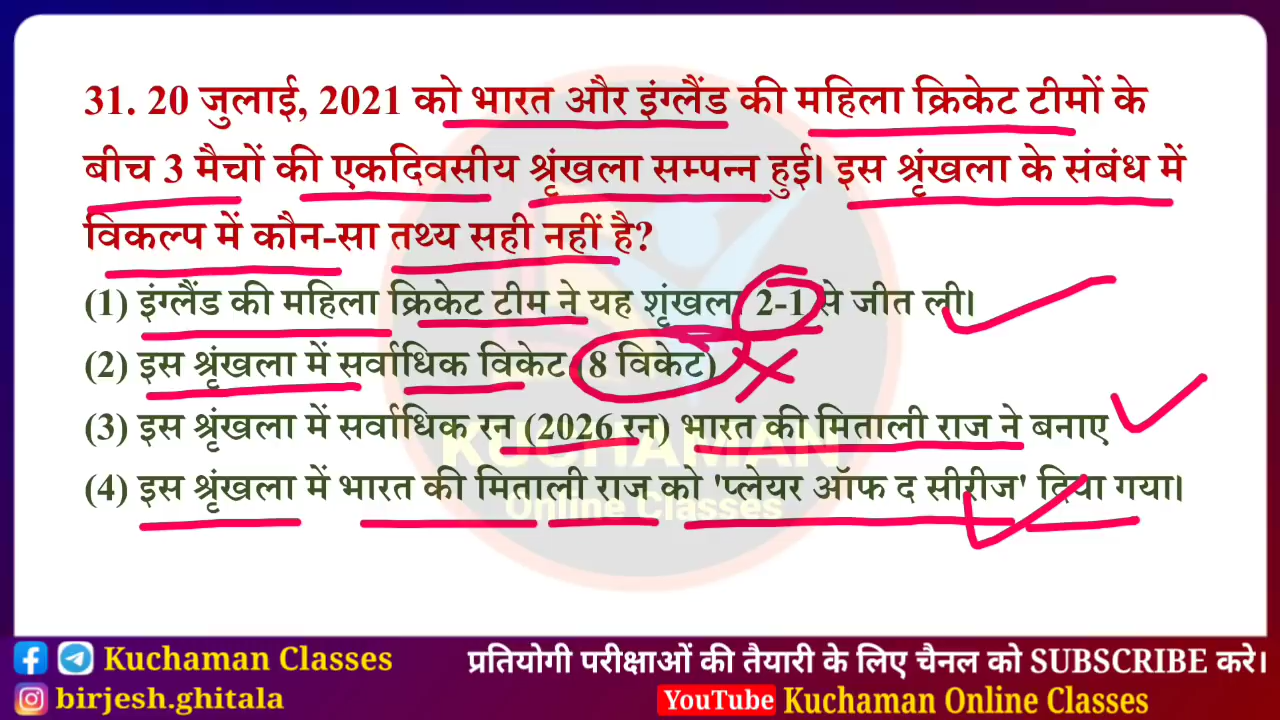 31. 20 जुलाई, 2021 को भारत और इंग्लैंड की महिला क्रिकेट टीमों के
बीच 3 मैचों की एकदिवसीय श्रृंखला सम्पन्न हुई। इस श्रृंखला के संबंध में
विकल्प में कौन-सा तथ्य सही नहीं है?
(1) इंग्लैंड की महिला क्रिकेट टीम ने यह शृंखला 2-1 से जीत ली।
(2) इस श्रृंखला में सर्वाधिक विकेट (8 विकेट)
(3) इस श्रृंखला में सर्वाधिक रन (2026 रन) भारत की मिताली राज ने बनाए
(4) इस श्रृंखला में भारत की मिताली राज को 'प्लेयर ऑफ द सीरीज' दिया गया।
KUCHAMAN
Online Classes
Kuchaman Classes
प्रतियोगी परीक्षाओं की तैयारी के लिए चैनल को SUBSCRIBE करे।
birjesh.ghitala
YouTube Kuchaman Online Classes